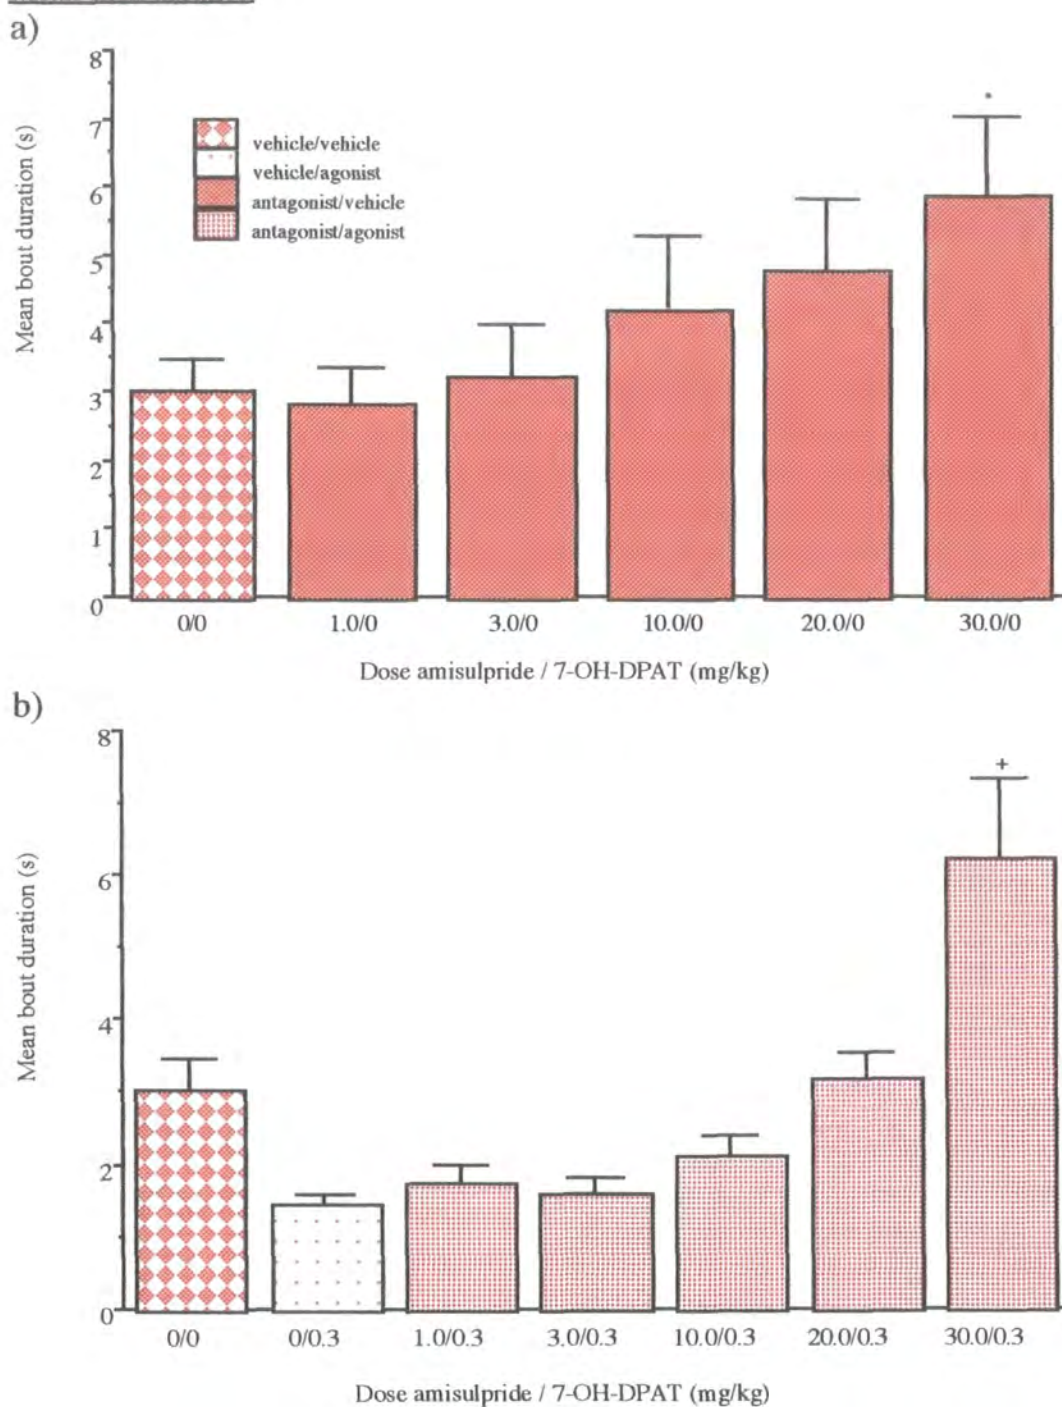 a)
8
7
6
5
4
3
2
1
0
Mean bout duration (s)
vehicle/vehicle
vehicle/agonist
antagonist/vehicle
antagonist/agonist
*
0/0 1.0/0 3.0/0 10.0/0 20.0/0 30.0/0
Dose amisulpride / 7-OH-DPAT (mg/kg)
b)
8
6
4
2
0
Mean bout duration (s)
+
0/0 0/0.3 1.0/0.3 3.0/0.3 10.0/0.3 20.0/0.3 30.0/0.3
Dose amisulpride / 7-OH-DPAT (mg/kg)